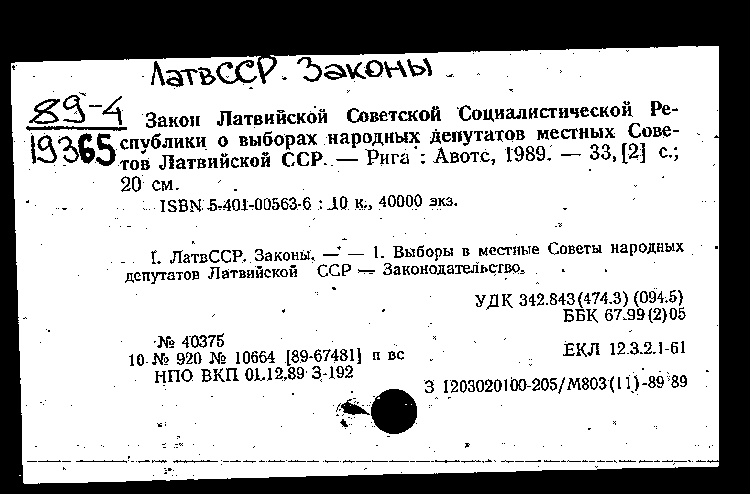 ЛатвССР. Законы
89-4
19365
Закон Латвийской Советской Социалистической Ре-
спублики о выборах народных депутатов местных Сове-
тов Латвийской ССР. — Рига : Авотс, 1989. — 33, [2] с.;
20 см.
ISBN 5-401-00563-6 : 10 к., 40000 экз.
I. ЛатвССР. Законы. — — 1. Выборы в местные Советы народных
депутатов Латвийской ССР — Законодательство.
УДК 342.843(474.3)(094.5)
ББК 67.99(2)05
№ 40375
10 № 920 № 10664 [89-67481] п вс
ЕКЛ 12.3.2.1-61
НПО ВКП 01.12.89 З-192
З 1203020100-205/М803(11)-89 89